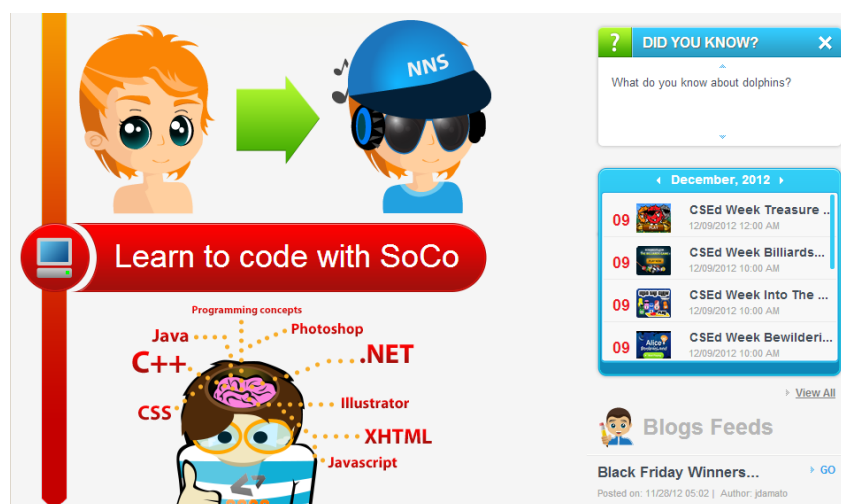 NNS
Learn to code with SoCo
Programming concepts
Java
Photoshop
C++
.NET
CSS
Illustrator
XHTML
Javascript
?
DID YOU KNOW?
What do you know about dolphins?
December, 2012
09
CSEd Week Treasure ..
12/09/2012 12:00 AM
09
CSEd Week Billiards...
12/09/2012 10:00 AM
09
CSEd Week Into The ...
12/09/2012 10:00 AM
09
CSEd Week Bewilderi...
12/09/2012 10:00 AM
View All
Blogs Feeds
Black Friday Winners...
GO
Posted on: 11/28/12 05:02 | Author: jdamato